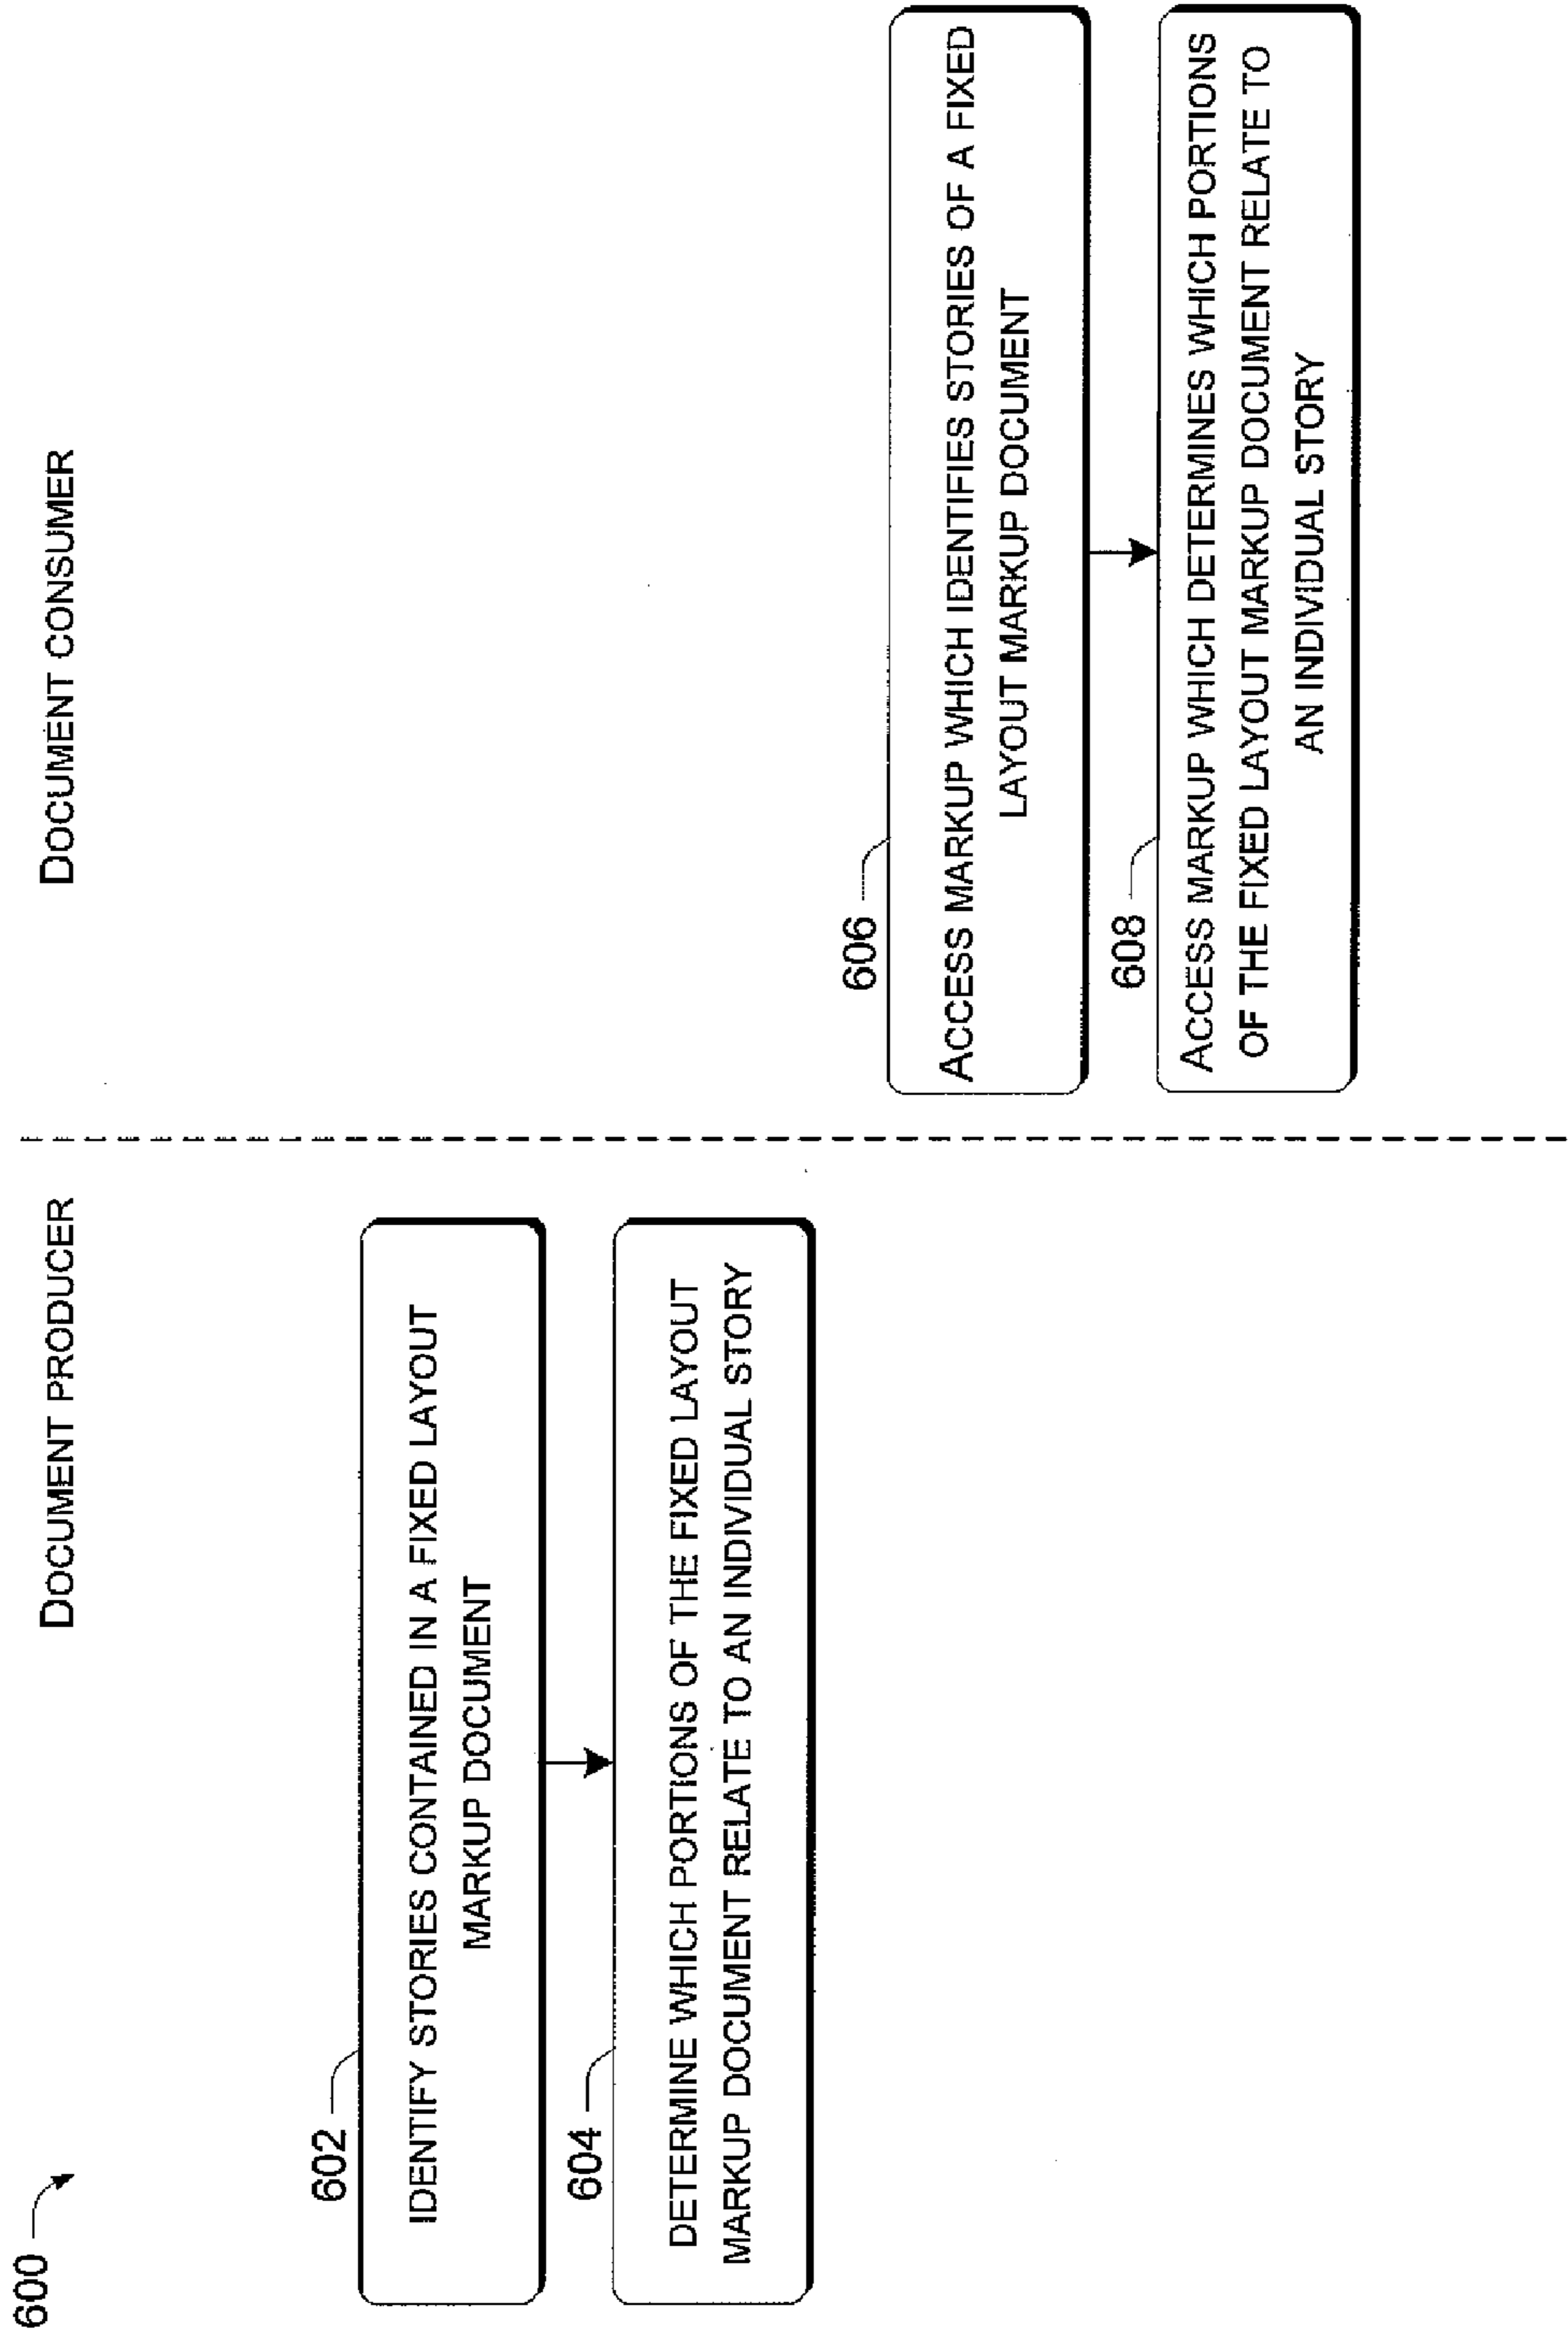 600
DOCUMENT PRODUCER
602
IDENTIFY STORIES CONTAINED IN A FIXED LAYOUT
MARKUP DOCUMENT
604
DETERMINE WHICH PORTIONS OF THE FIXED LAYOUT
MARKUP DOCUMENT RELATE TO AN INDIVIDUAL STORY
DOCUMENT CONSUMER
606
ACCESS MARKUP WHICH IDENTIFIES STORIES OF A FIXED
LAYOUT MARKUP DOCUMENT
608
ACCESS MARKUP WHICH DETERMINES WHICH PORTIONS
OF THE FIXED LAYOUT MARKUP DOCUMENT RELATE TO
AN INDIVIDUAL STORY